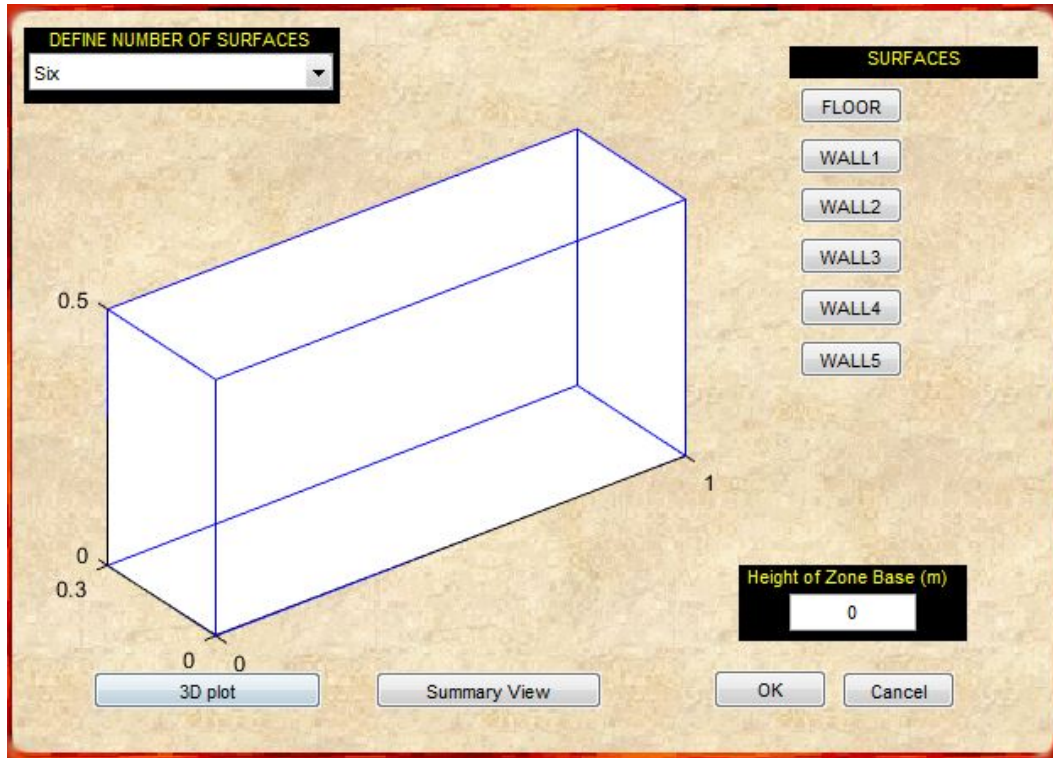 DEFINE NUMBER OF SURFACES
Six
SURFACES
FLOOR
WALL1
WALL2
WALL3
WALL4
WALL5
0.5
0
0.3
0
0
1
Height of Zone Base (m)
0
3D plot
Summary View
OK
Cancel